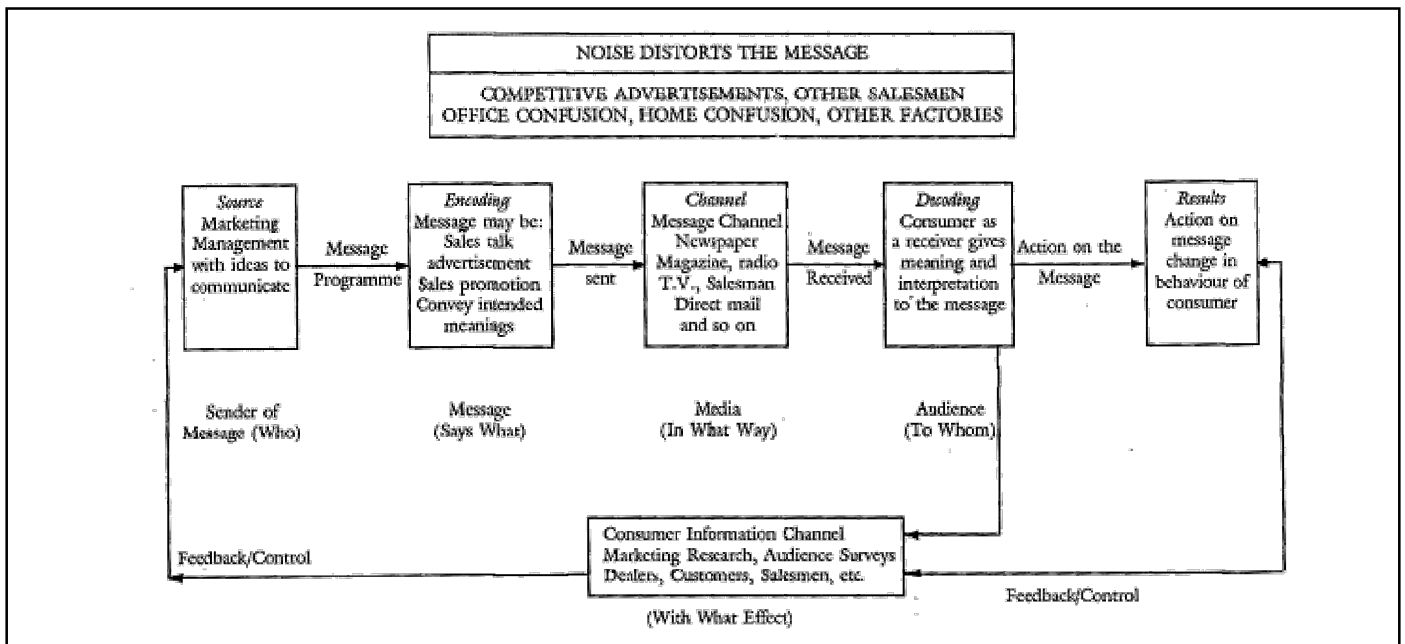 NOISE DISTORTS THE MESSAGE
COMPETITIVE ADVERTISEMENTS, OTHER SALESMEN
OFFICE CONFUSION, HOME CONFUSION, OTHER FACTORIES
Source
Marketing
Management
with ideas to
communicate
Message
Programme
Encoding
Message may be:
Sales talk
advertisement
Sales promotion
Convey intended
meanings
Message
sent
Channel
Message Channel
Newspaper
Magazine, radio
T.V., Salesman
Direct mail
and so on
Message
Received
Decoding
Consumer as
a receiver gives
meaning and
interpretation
to the message
Action on the
Message
Results
Action on
message
change in
behaviour of
consumer
Sender of
Message (Who)
Message
(Says What)
Media
(In What Way)
Audience
(To Whom)
Consumer Information Channel
Marketing Research, Audience Surveys
Dealers, Customers, Salesmen, etc.
Feedback/Control
Feedback/Control
(With What Effect)